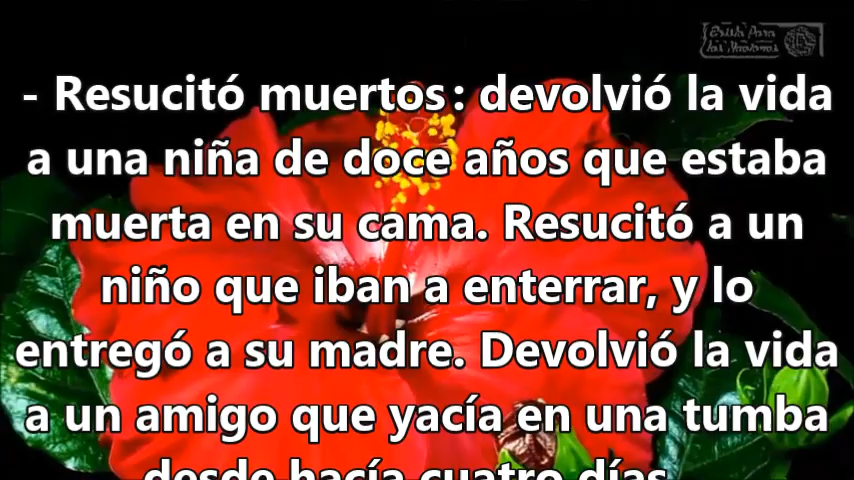 - Resucitó muertos: devolvió la vida
a una niña de doce años que estaba
muerta en su cama. Resucitó a un
niño que iban a enterrar, y lo
entregó a su madre. Devolvió la vida
a un amigo que yacía en una tumba
desde hacía cuatro días